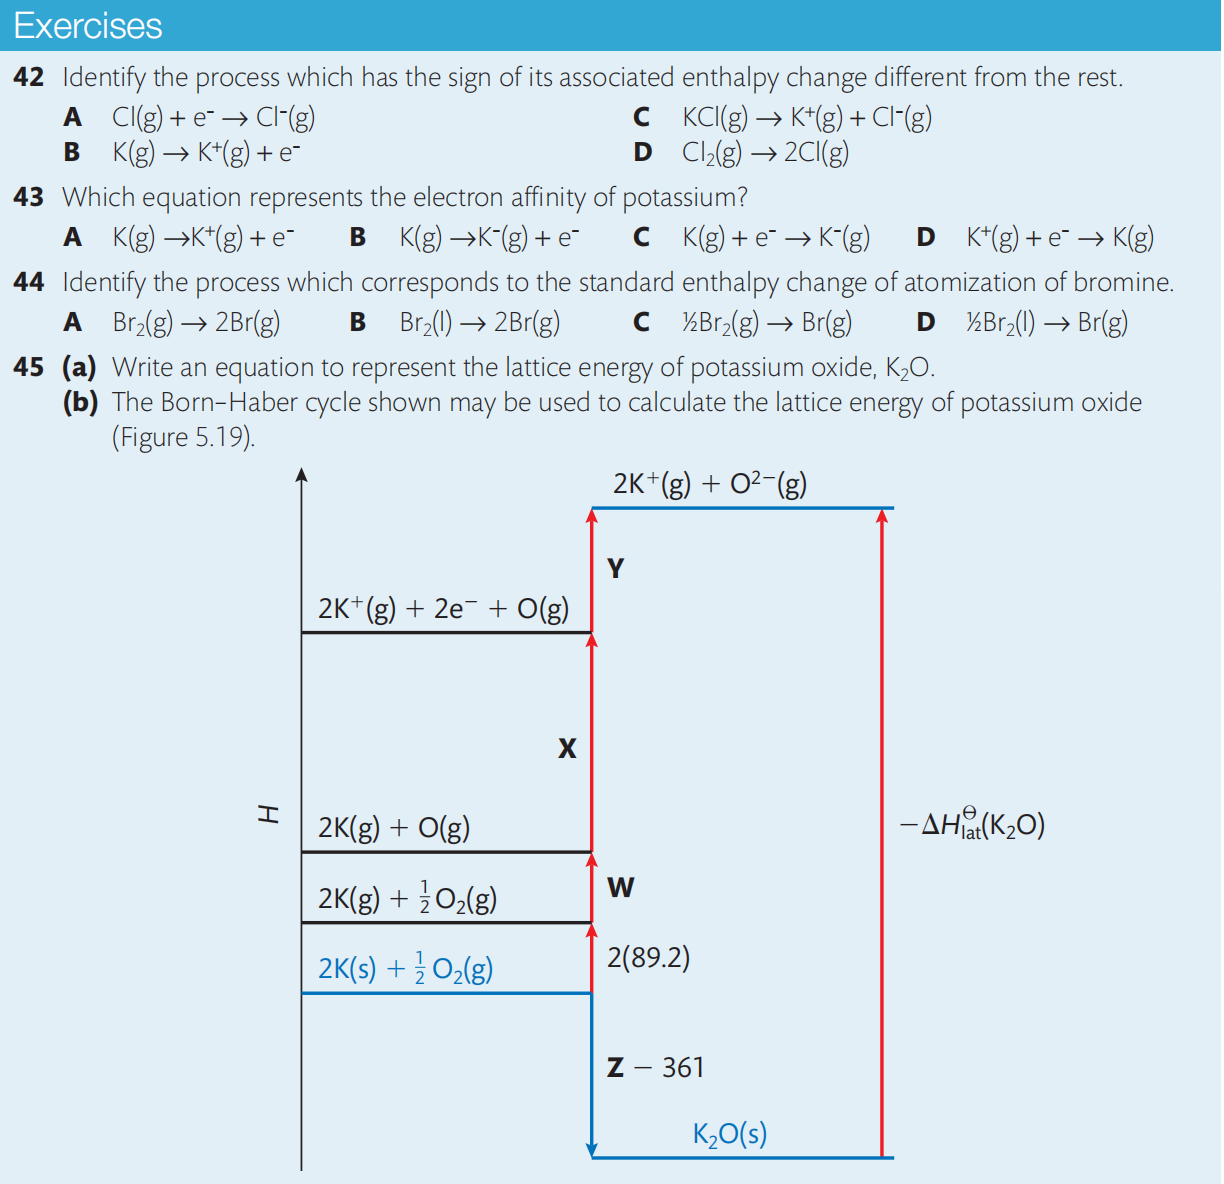 Exercises
42 Identify the process which has the sign of its associated enthalpy change different from the rest.
A Cl(g) + e⁻ → Cl⁻(g) C KCl(g) → K⁺(g) + Cl⁻(g)
B K(g) → K⁺(g) + e⁻ D Cl₂(g) → 2Cl(g)
43 Which equation represents the electron affinity of potassium?
A K(g) →K⁺(g) + e⁻ B K(g) →K⁻(g) + e⁻ C K(g) + e⁻ → K⁻(g) D K⁺(g) + e⁻ → K(g)
44 Identify the process which corresponds to the standard enthalpy change of atomization of bromine.
A Br₂(g) → 2Br(g) B Br₂(l) → 2Br(g) C ½Br₂(g) → Br(g) D ½Br₂(l) → Br(g)
45 (a) Write an equation to represent the lattice energy of potassium oxide, K₂O.
(b) The Born–Haber cycle shown may be used to calculate the lattice energy of potassium oxide
(Figure 5.19).
2K⁺(g) + O²⁻(g)
Y
2K⁺(g) + 2e⁻ + O(g)
X
H
2K(g) + O(g)
−ΔH⦵lat(K₂O)
W
2K(g) + ½O₂(g)
2(89.2)
2K(s) + ½O₂(g)
Z − 361
K₂O(s)